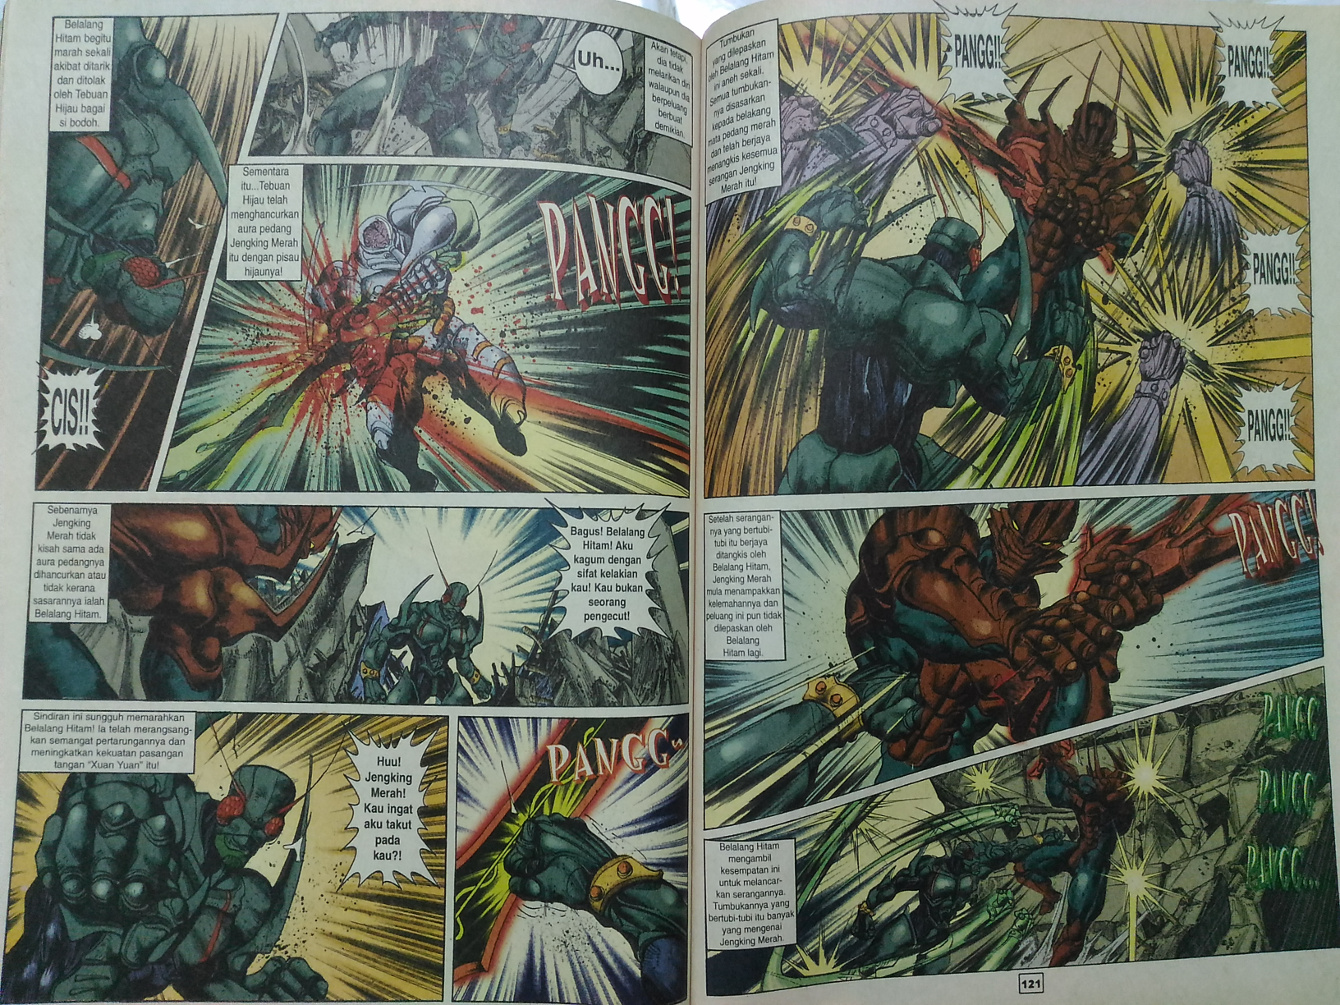 Belalang
Hitam begitu
marah sekali
akibat ditarik
dan ditolak
oleh Tebuan
Hijau bagai
si bodoh.
CIS!!
Uh...
Akan tetapi,
dia tidak
melarikan diri
walaupun dia
berpeluang
berbuat
demikian.
Sementara
itu...Tebuan
Hijau telah
menghancurkan
aura pedang
Jengking Merah
itu dengan pisau
hijaunya!
PANGG!
Sebenarnya
Jengking
Merah tidak
kisah sama ada
aura pedangnya
dihancurkan atau
tidak kerana
sasarannya ialah
Belalang Hitam.
Bagus! Belalang
Hitam! Aku
kagum dengan
sifat kelakian
kau! Kau bukan
seorang
pengecut!
Sindiran ini sungguh memarahkan
Belalang Hitam! Ia telah merangsang-
kan semangat pertarungannya dan
meningkatkan kekuatan pasangan
tangan "Xuan Yuan" itu!
Huu!
Jengking
Merah!
Kau ingat
aku takut
pada
kau?!
PANGG"
Tumbukan
yang dilepaskan
oleh Belalang Hitam
ini aneh sekali.
Semua tumbukan-
nya disasarkan
kepada belakang
mata pedang merah
dan telah berjaya
menangkis kesemua
serangan Jengking
Merah itu!
PANGG!!
PANGG!!
PANGG!!
PANGG!!
Setelah serangan-
nya yang bertubi-
tubi itu berjaya
ditangkis oleh
Belalang Hitam,
Jengking Merah
mula menampakkan
kelemahannya dan
peluang ini pun tidak
dilepaskan oleh
Belalang
Hitam lagi.
PANGG!
Belalang Hitam
mengambil
kesempatan ini
untuk melancar-
kan serangannya.
Tumbukannya yang
bertubi-tubi itu banyak
yang mengenai
Jengking Merah.
PANGG
PANGG
PANGG...
121